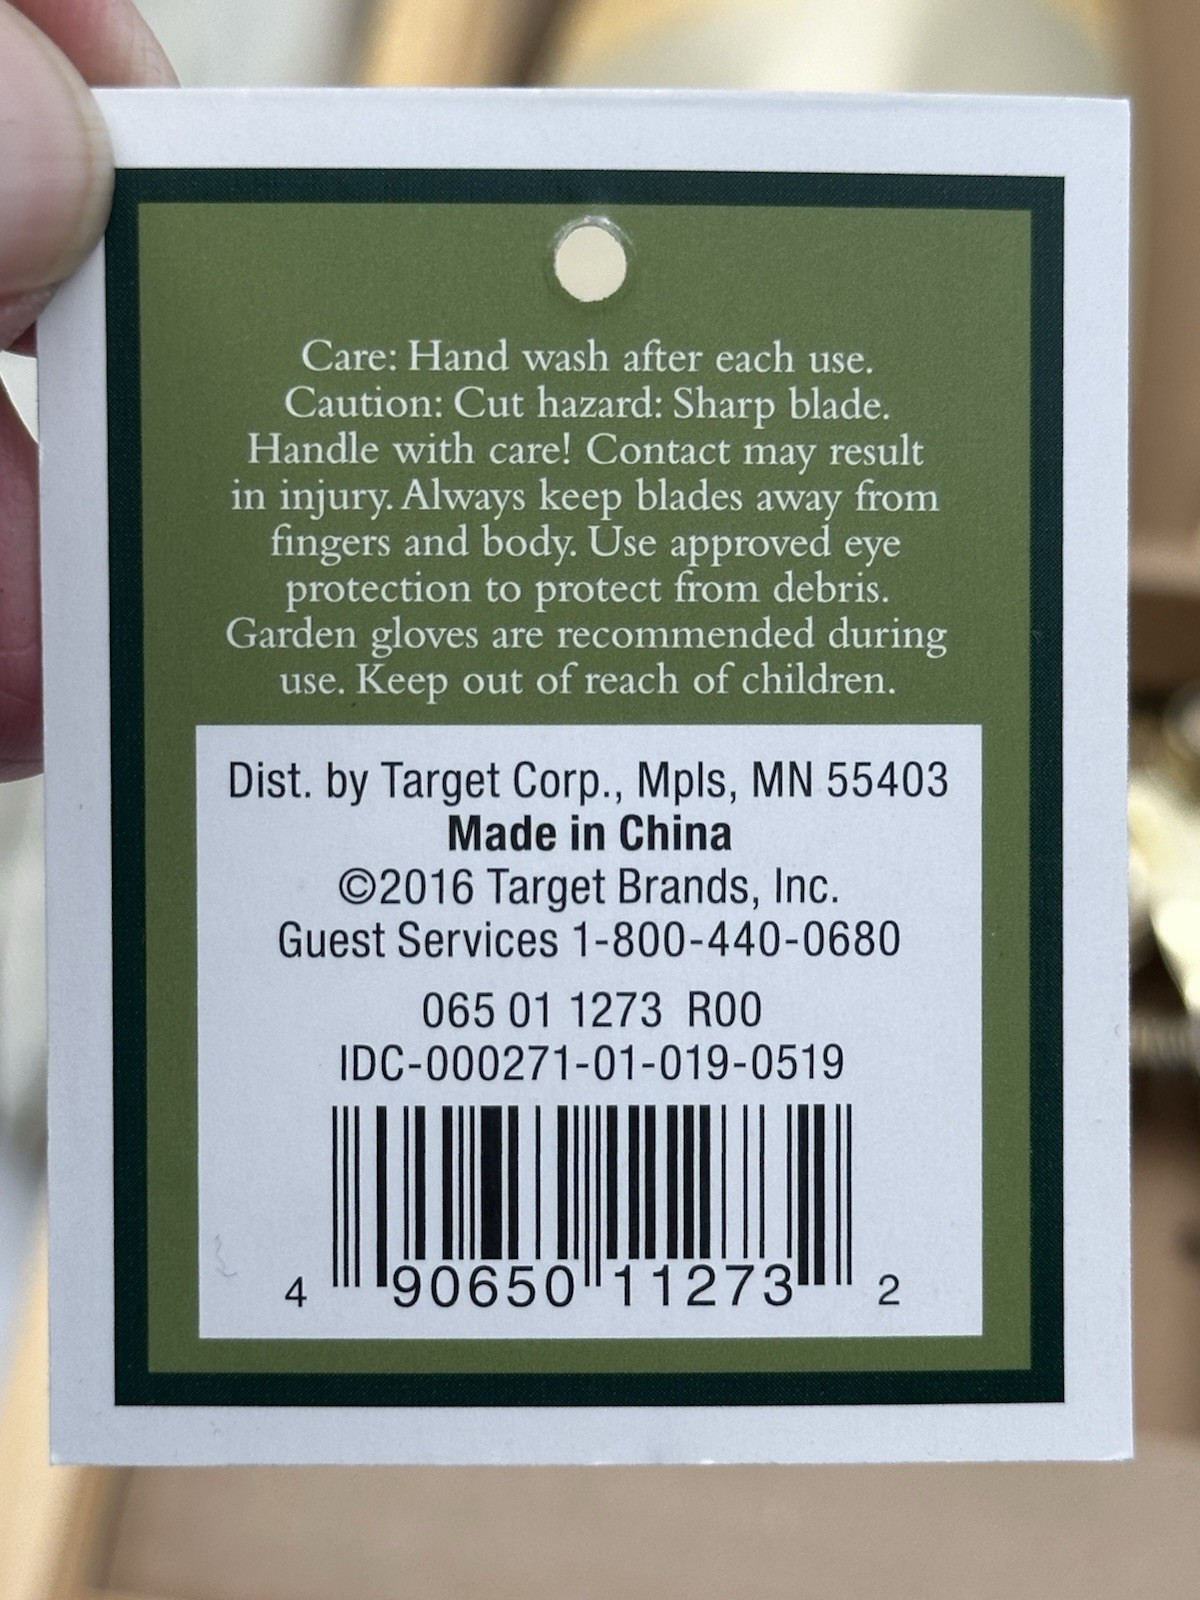 Care: Hand wash after each use.
Caution: Cut hazard: Sharp blade.
Handle with care! Contact may result
in injury. Always keep blades away from
fingers and body. Use approved eye
protection to protect from debris.
Garden gloves are recommended during
use. Keep out of reach of children.
Dist. by Target Corp., Mpls, MN 55403
Made in China
©2016 Target Brands, Inc.
Guest Services 1-800-440-0680
065 01 1273 R00
IDC-000271-01-019-0519
4 90650 11273 2